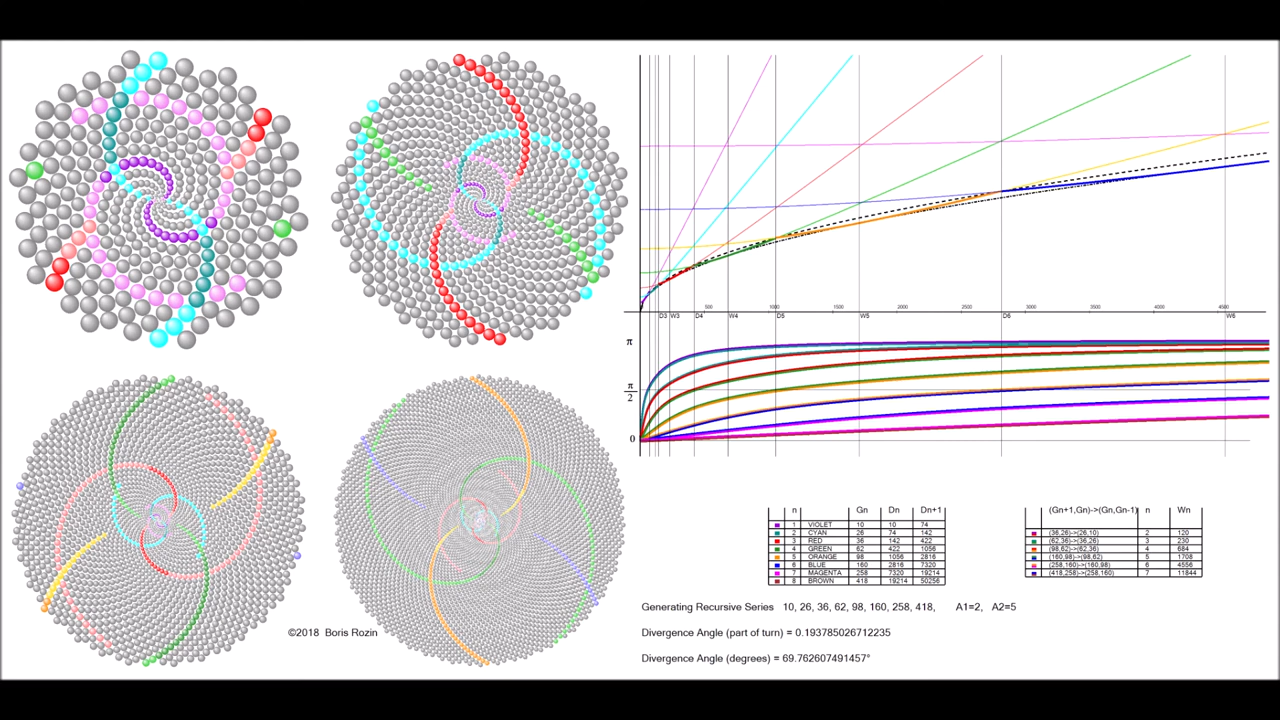 500 1000 1500 2000 2500 3000 3500 4000 4500
D3 W3 D4 W4 D5 W5 D6 W6
π
π
2
0
n Gn Dn Dn+1
1 VIOLET 10 10 74
2 CYAN 26 74 142
3 RED 36 142 422
4 GREEN 62 422 1056
5 ORANGE 98 1056 2816
6 BLUE 160 2816 7320
7 MAGENTA 258 7320 19214
8 BROWN 418 19214 50256
(Gn+1,Gn)->(Gn,Gn-1) n Wn
(36,26)->(26,10) 2 120
(62,36)->(36,26) 3 230
(98,62)->(62,36) 4 684
(160,98)->(98,62) 5 1708
(258,160)->(160,98) 6 4556
(418,258)->(258,160) 7 11844
Generating Recursive Series 10, 26, 36, 62, 98, 160, 258, 418, A1=2, A2=5
©2018 Boris Rozin
Divergence Angle (part of turn) = 0.193785026712235
Divergence Angle (degrees) = 69.762607491457°